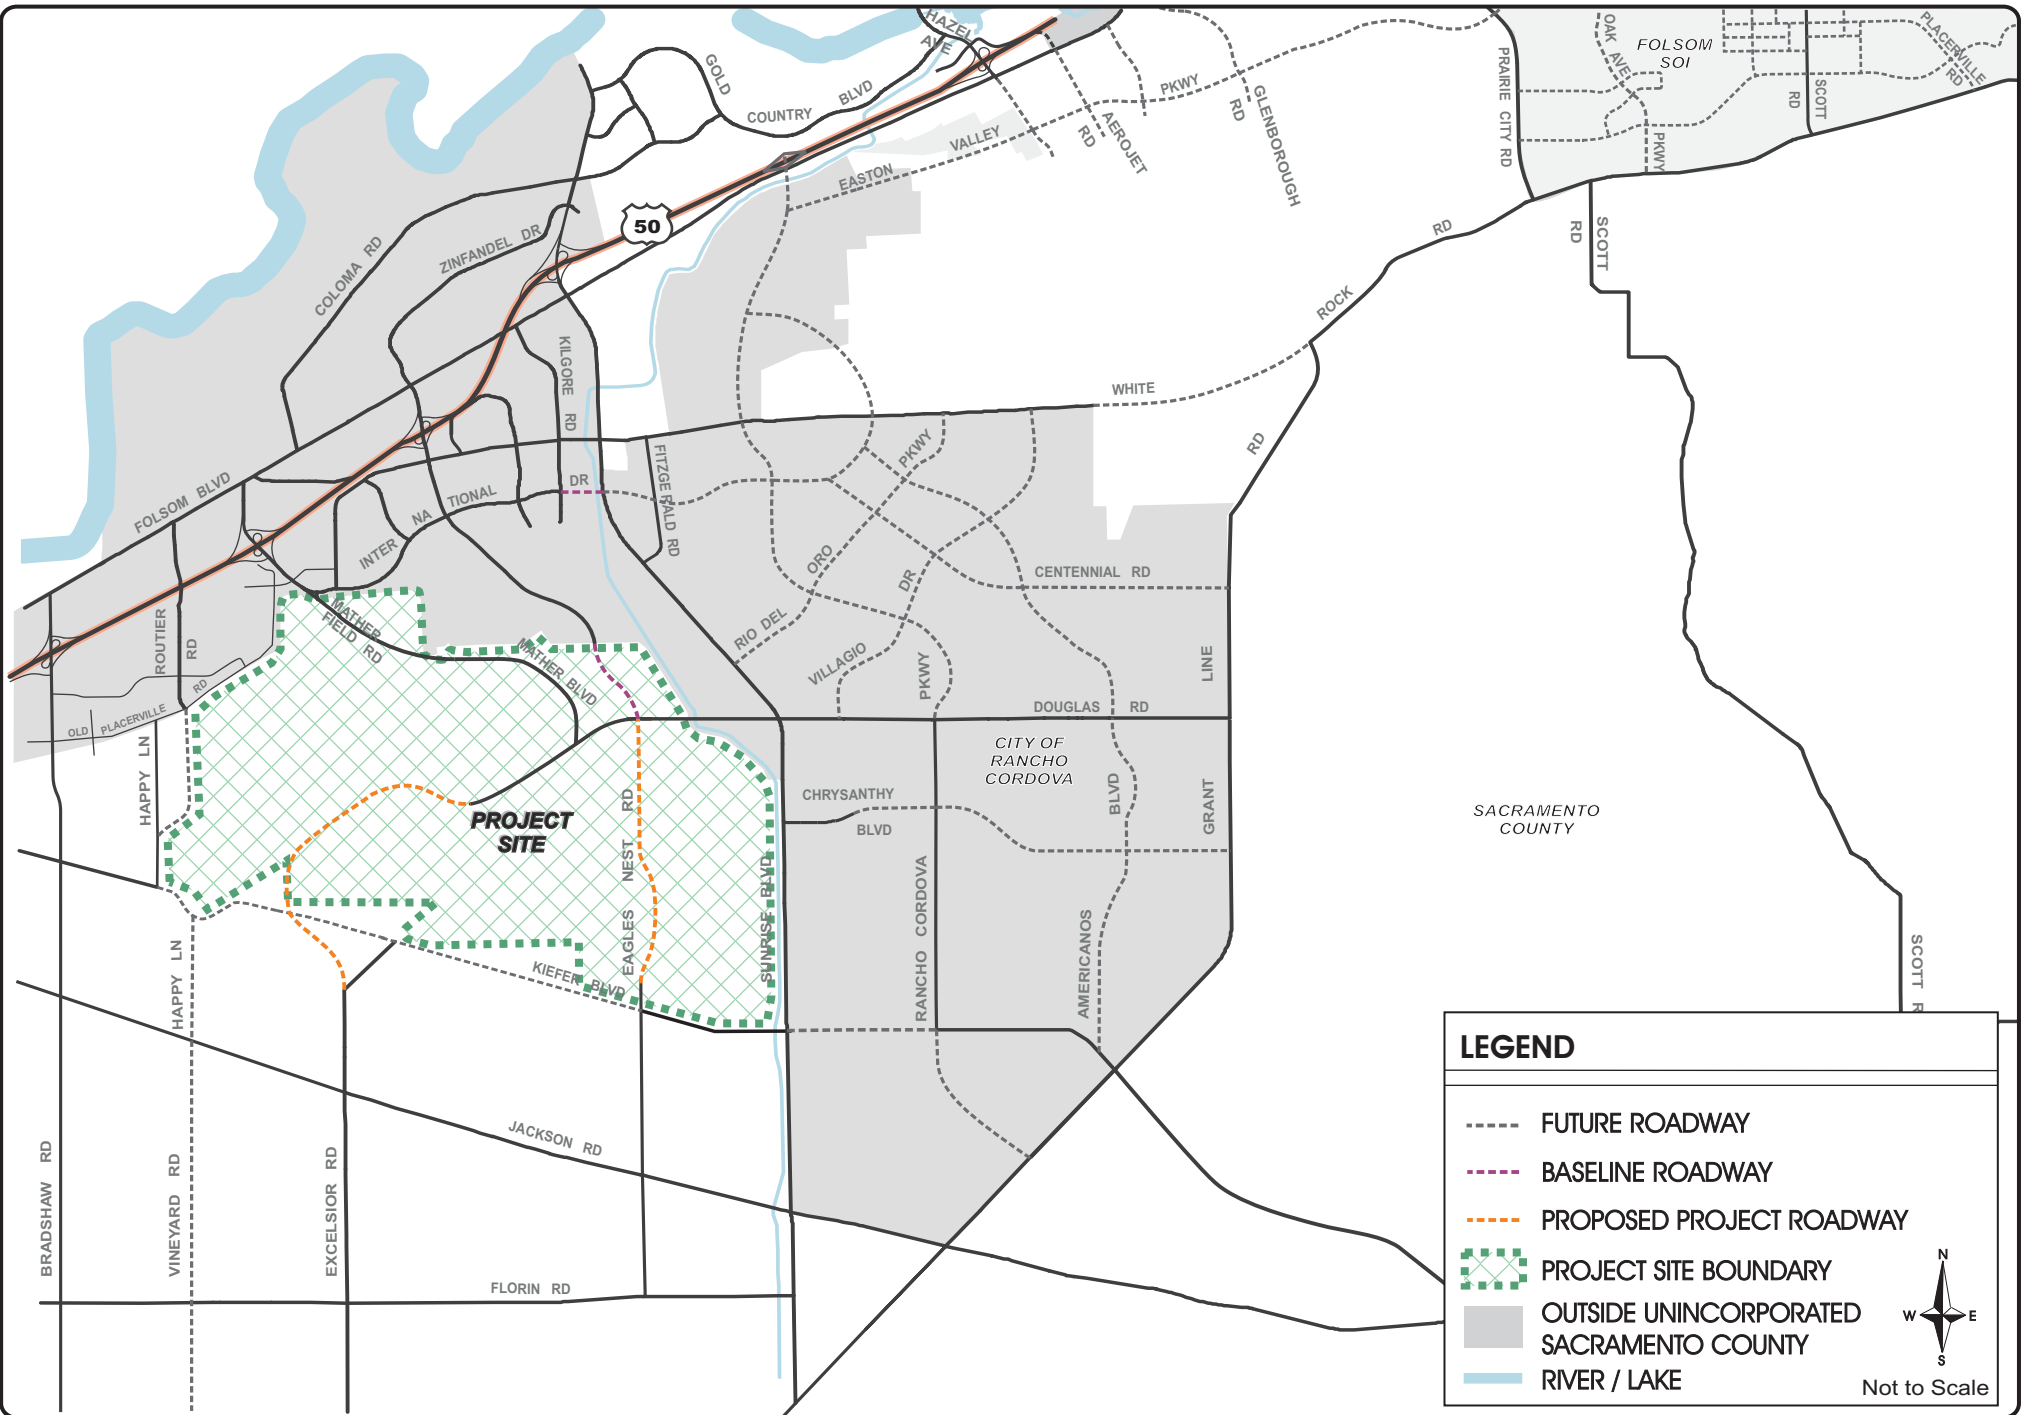 HAZEL
AVE
GOLD
COUNTRY BLVD
FOLSOM
SOI
OAK AVE
PKWY
PLACERVILLE
RD
PRAIRIE CITY RD
SCOTT
RD
PKWY
GLENBOROUGH
RD
AEROJET
RD
EASTON VALLEY
50
COLOMA RD
ZINFANDEL DR
SCOTT
RD
WHITE ROCK RD
RD
KILGORE RD
FITZGERALD RD
FOLSOM BLVD
INTER NA TIONAL DR
PKWY
ORO
RIO DEL
DR
VILLAGIO
CENTENNIAL RD
ROUTIER
RD
MATHER
FIELD RD
MATHER BLVD
OLD PLACERVILLE RD
HAPPY LN
PKWY
DOUGLAS RD
LINE
GRANT
CITY OF
RANCHO
CORDOVA
CHRYSANTHY
BLVD
BLVD
AMERICANOS
RANCHO CORDOVA
PROJECT
SITE
EAGLES NEST RD
SUNRISE BLVD
KIEFER BLVD
SACRAMENTO
COUNTY
SCOTT R
HAPPY LN
JACKSON RD
BRADSHAW RD
VINEYARD RD
EXCELSIOR RD
FLORIN RD
LEGEND
FUTURE ROADWAY
BASELINE ROADWAY
PROPOSED PROJECT ROADWAY
PROJECT SITE BOUNDARY
OUTSIDE UNINCORPORATED
SACRAMENTO COUNTY
RIVER / LAKE
N
W E
S
Not to Scale